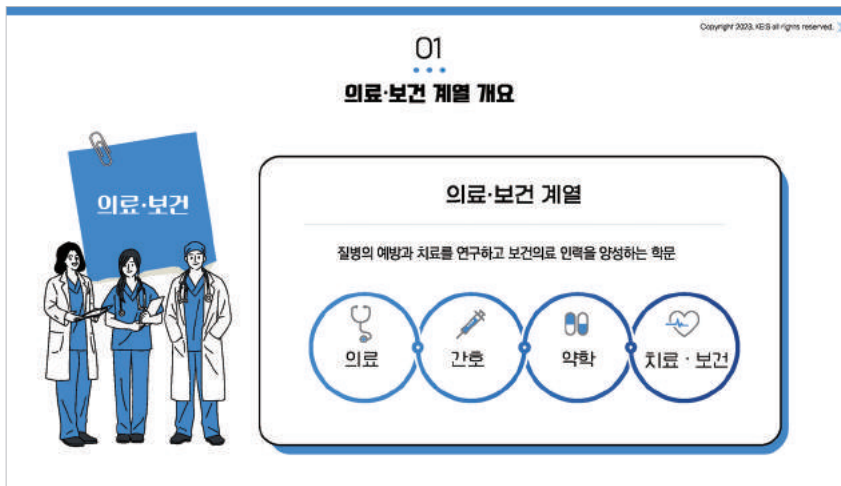 Copyright 2023. KEIS all rights reserved.
01
의료·보건 계열 개요
의료·보건
의료·보건 계열
질병의 예방과 치료를 연구하고 보건의료 인력을 양성하는 학문
의료
간호
약학
치료 · 보건